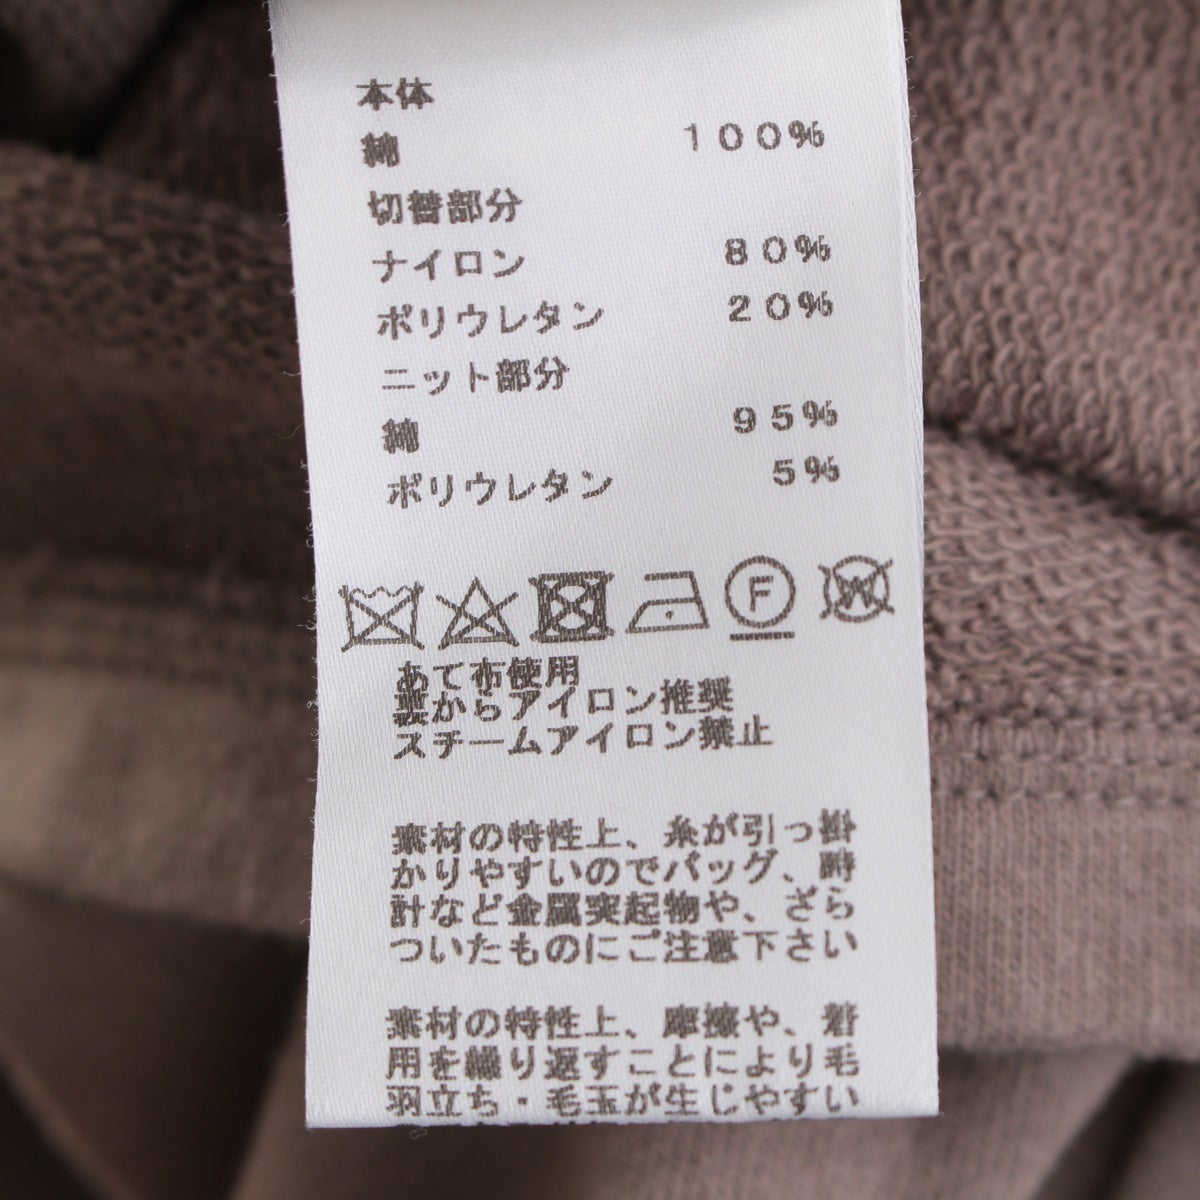 本体
綿 100%
切替部分
ナイロン 80%
ポリウレタン 20%
ニット部分
綿 95%
ポリウレタン 5%
F W
あて布使用
裏からアイロン推奨
スチームアイロン禁止
素材の特性上、糸が引っ掛
かりやすいのでバッグ、時
計など金属突起物や、ざら
ついたものにご注意下さい
素材の特性上、摩擦や、着
用を繰り返すことにより毛
羽立ち・毛玉が生じやすい